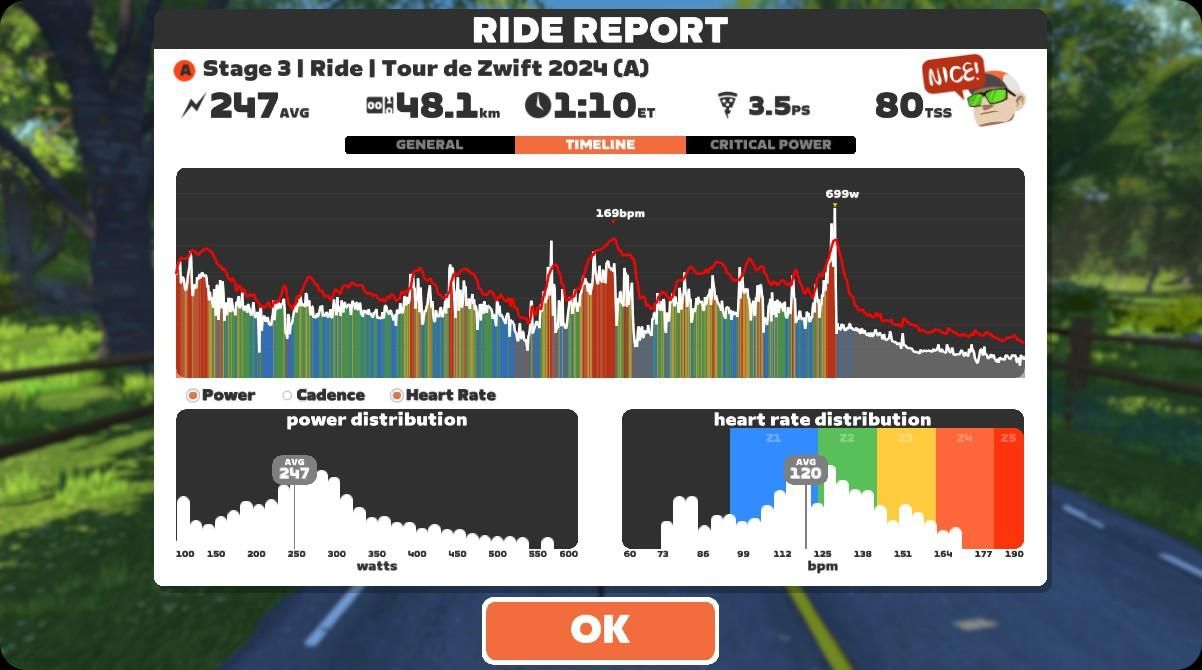 RIDE REPORT
A Stage 3 | Ride | Tour de Zwift 2024 (A)
NICE!
247AVG 48.1km 1:10ET 3.5PS 80TSS
GENERAL TIMELINE CRITICAL POWER
699w
169bpm
Power Cadence Heart Rate
power distribution heart rate distribution
Z1 Z2 Z3 Z4 Z5
AVG AVG
247 120
100 150 200 250 300 350 400 450 500 550 600 60 73 86 99 112 125 138 151 164 177 190
watts bpm
OK